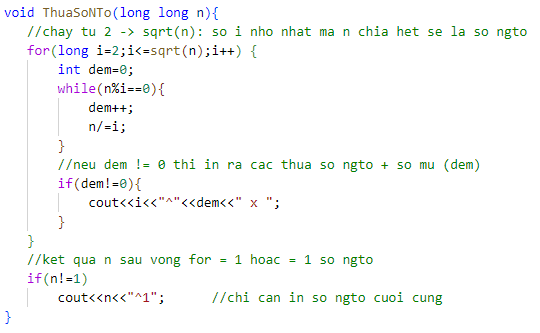 void ThuaSoNTo(long long n){
//chay tu 2 -> sqrt(n): so i nho nhat ma n chia het se la so ngto
for(long i=2;i<=sqrt(n);i++) {
int dem=0;
while(n%i==0){
dem++;
n/=i;
}
//neu dem != 0 thi in ra cac thua so ngto + so mu (dem)
if(dem!=0){
cout<<i<<"^"<<dem<<" x ";
}
}
//ket qua n sau vong for = 1 hoac = 1 so ngto
if(n!=1)
cout<<n<<"^1";      //chi can in so ngto cuoi cung
}